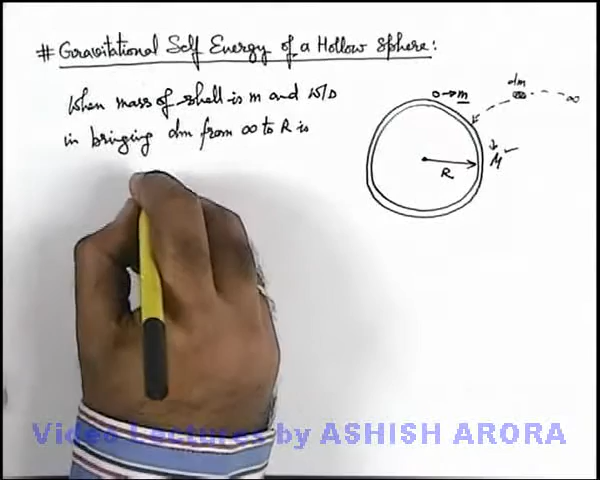 # Gravitational Self Energy of a Hollow Sphere:
When mass of shell is m and W/D
in bringing dm from ∞ to R is
0→m
dm
∞
M
R
Video Lectures by ASHISH ARORA